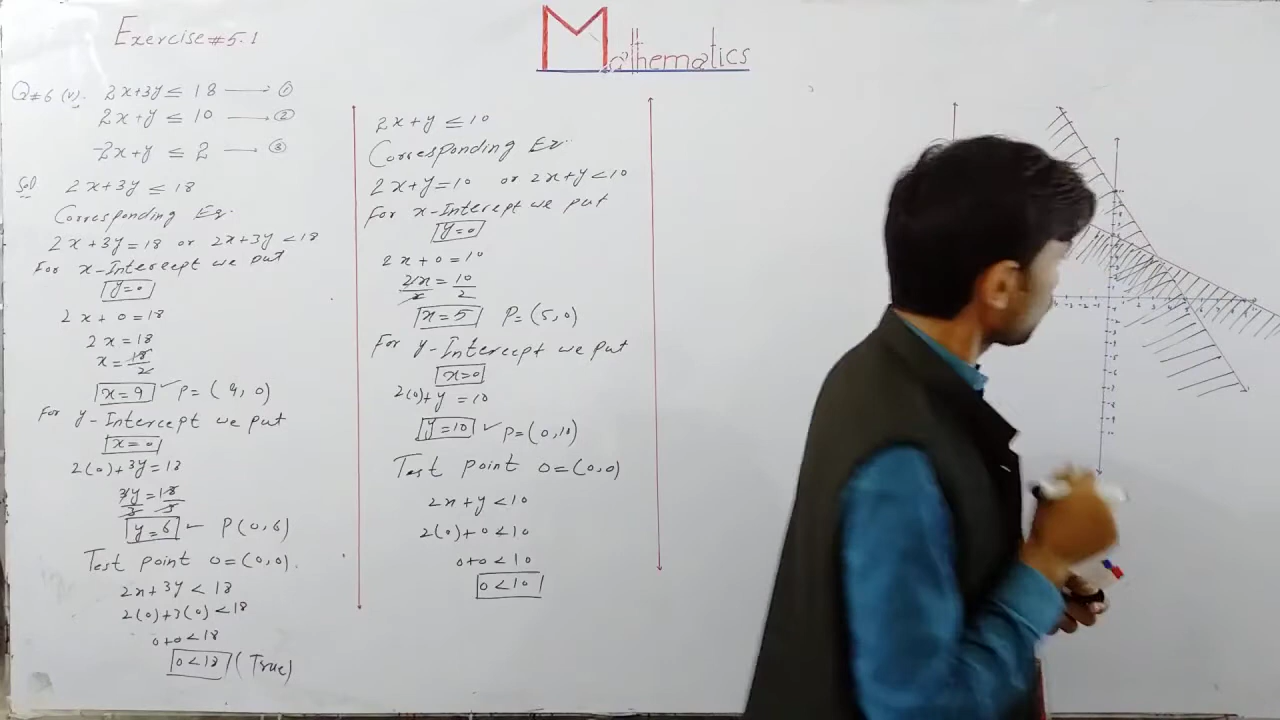 Exercise #5.1
Mathematics
Q#6 (v). 2x+3y ≤ 18 —— ①
2x+y ≤ 10 —— ②
-2x+y ≤ 2 —— ③
Sol 2x+3y ≤ 18
Corresponding Eq.
2x+3y=18 or 2x+3y<18
For x-Intercept we put
y=0
2x+0=18
2x=18
x=18/2
x=9 ✓ P=(9,0)
For y-Intercept we put
x=0
2(0)+3y=18
3y/3=18/3
y=6 ✓ P(0,6)
Test point O=(0,0).
2x+3y<18
2(0)+3(0)<18
0+0<18
0<18 (True)
2x+y ≤ 10
Corresponding Eq.
2x+y=10 or 2x+y<10
For x-Intercept we put
y=0
2x+0=10
2x/2=10/2
x=5 P=(5,0)
For y-Intercept we put
x=0
2(0)+y=10
y=10 ✓ P=(0,10)
Test point O=(0,0)
2x+y<10
2(0)+0<10
0+0<10
0<10